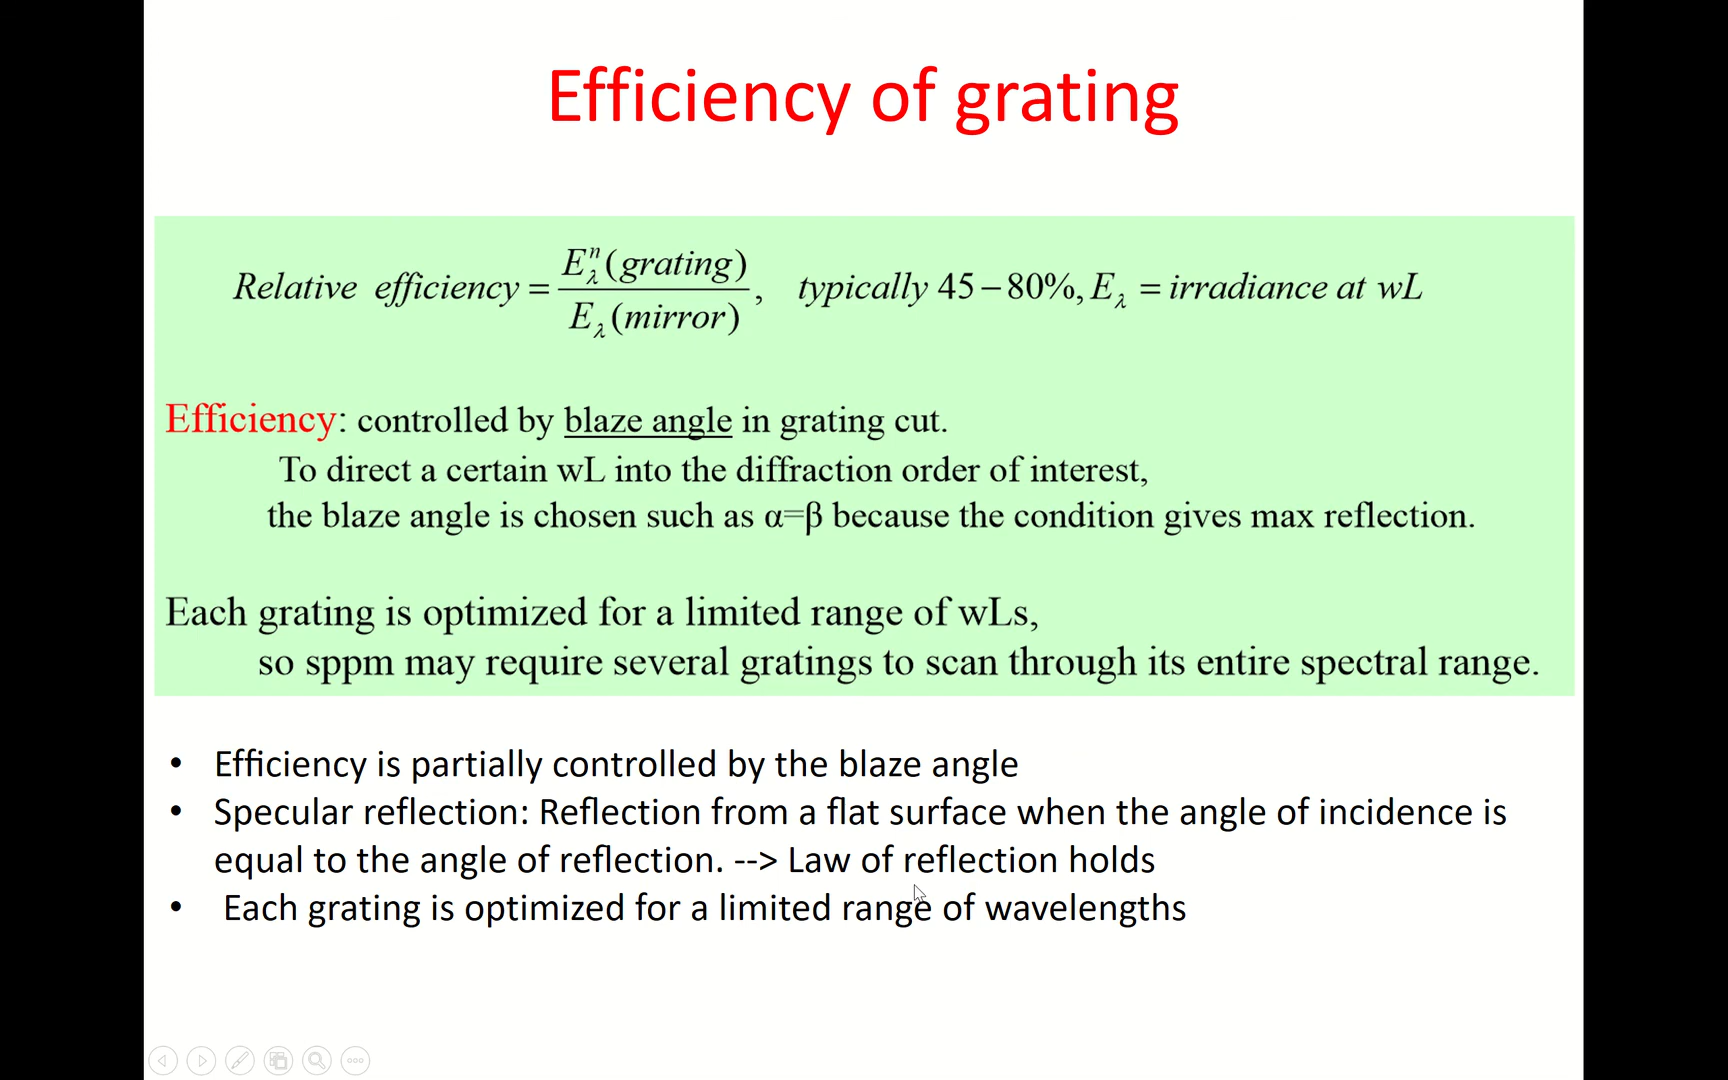 Efficiency of grating
Relative efficiency = E_λ^n(grating) / E_λ(mirror), typically 45–80%, E_λ = irradiance at wL
Efficiency: controlled by blaze angle in grating cut.
To direct a certain wL into the diffraction order of interest,
the blaze angle is chosen such as α=β because the condition gives max reflection.
Each grating is optimized for a limited range of wLs,
so sppm may require several gratings to scan through its entire spectral range.
• Efficiency is partially controlled by the blaze angle
• Specular reflection: Reflection from a flat surface when the angle of incidence is
equal to the angle of reflection. --> Law of reflection holds
• Each grating is optimized for a limited range of wavelengths